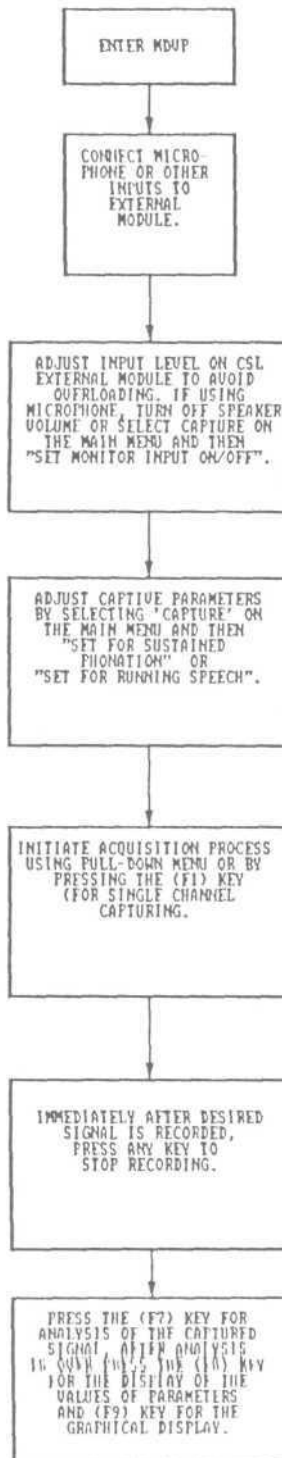 ENTER MDVP
CONNECT MICRO-
PHONE OR OTHER
INPUTS TO
EXTERNAL
MODULE.
ADJUST INPUT LEVEL ON CSL
EXTERNAL MODULE TO AVOID
OVERLOADING. IF USING
MICROPHONE, TURN OFF SPEAKER
VOLUME OR SELECT CAPTURE ON
THE MAIN MENU AND THEN
"SET MONITOR INPUT ON/OFF".
ADJUST CAPTIVE PARAMETERS
BY SELECTING 'CAPTURE' ON
THE MAIN MENU AND THEN
"SET FOR SUSTAINED
PHONATION" OR
"SET FOR RUNNING SPEECH".
INITIATE ACQUISITION PROCESS
USING PULL-DOWN MENU OR BY
PRESSING THE (F1) KEY
(FOR SINGLE CHANNEL
CAPTURING.
IMMEDIATELY AFTER DESIRED
SIGNAL IS RECORDED,
PRESS ANY KEY TO
STOP RECORDING.
PRESS THE (F7) KEY FOR
ANALYSIS OF THE CAPTURED
SIGNAL, AFTER ANALYSIS
IS OVER PRESS THE KEY
FOR THE DISPLAY OF THE
VALUES OF PARAMETERS
AND (F9) KEY FOR THE
GRAPHICAL DISPLAY.